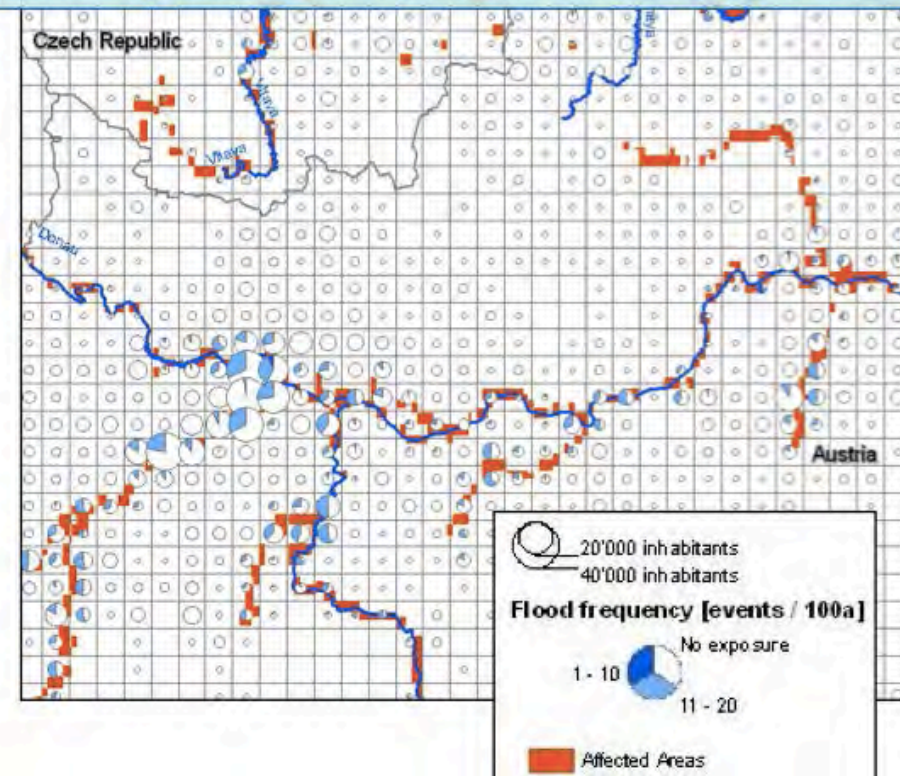 Czech Republic
Vltava
Vltava
Donau
Austria
20'000 inhabitants
40'000 inhabitants
Flood frequency [events / 100a]
No exposure
1 - 10
11 - 20
Affected Areas